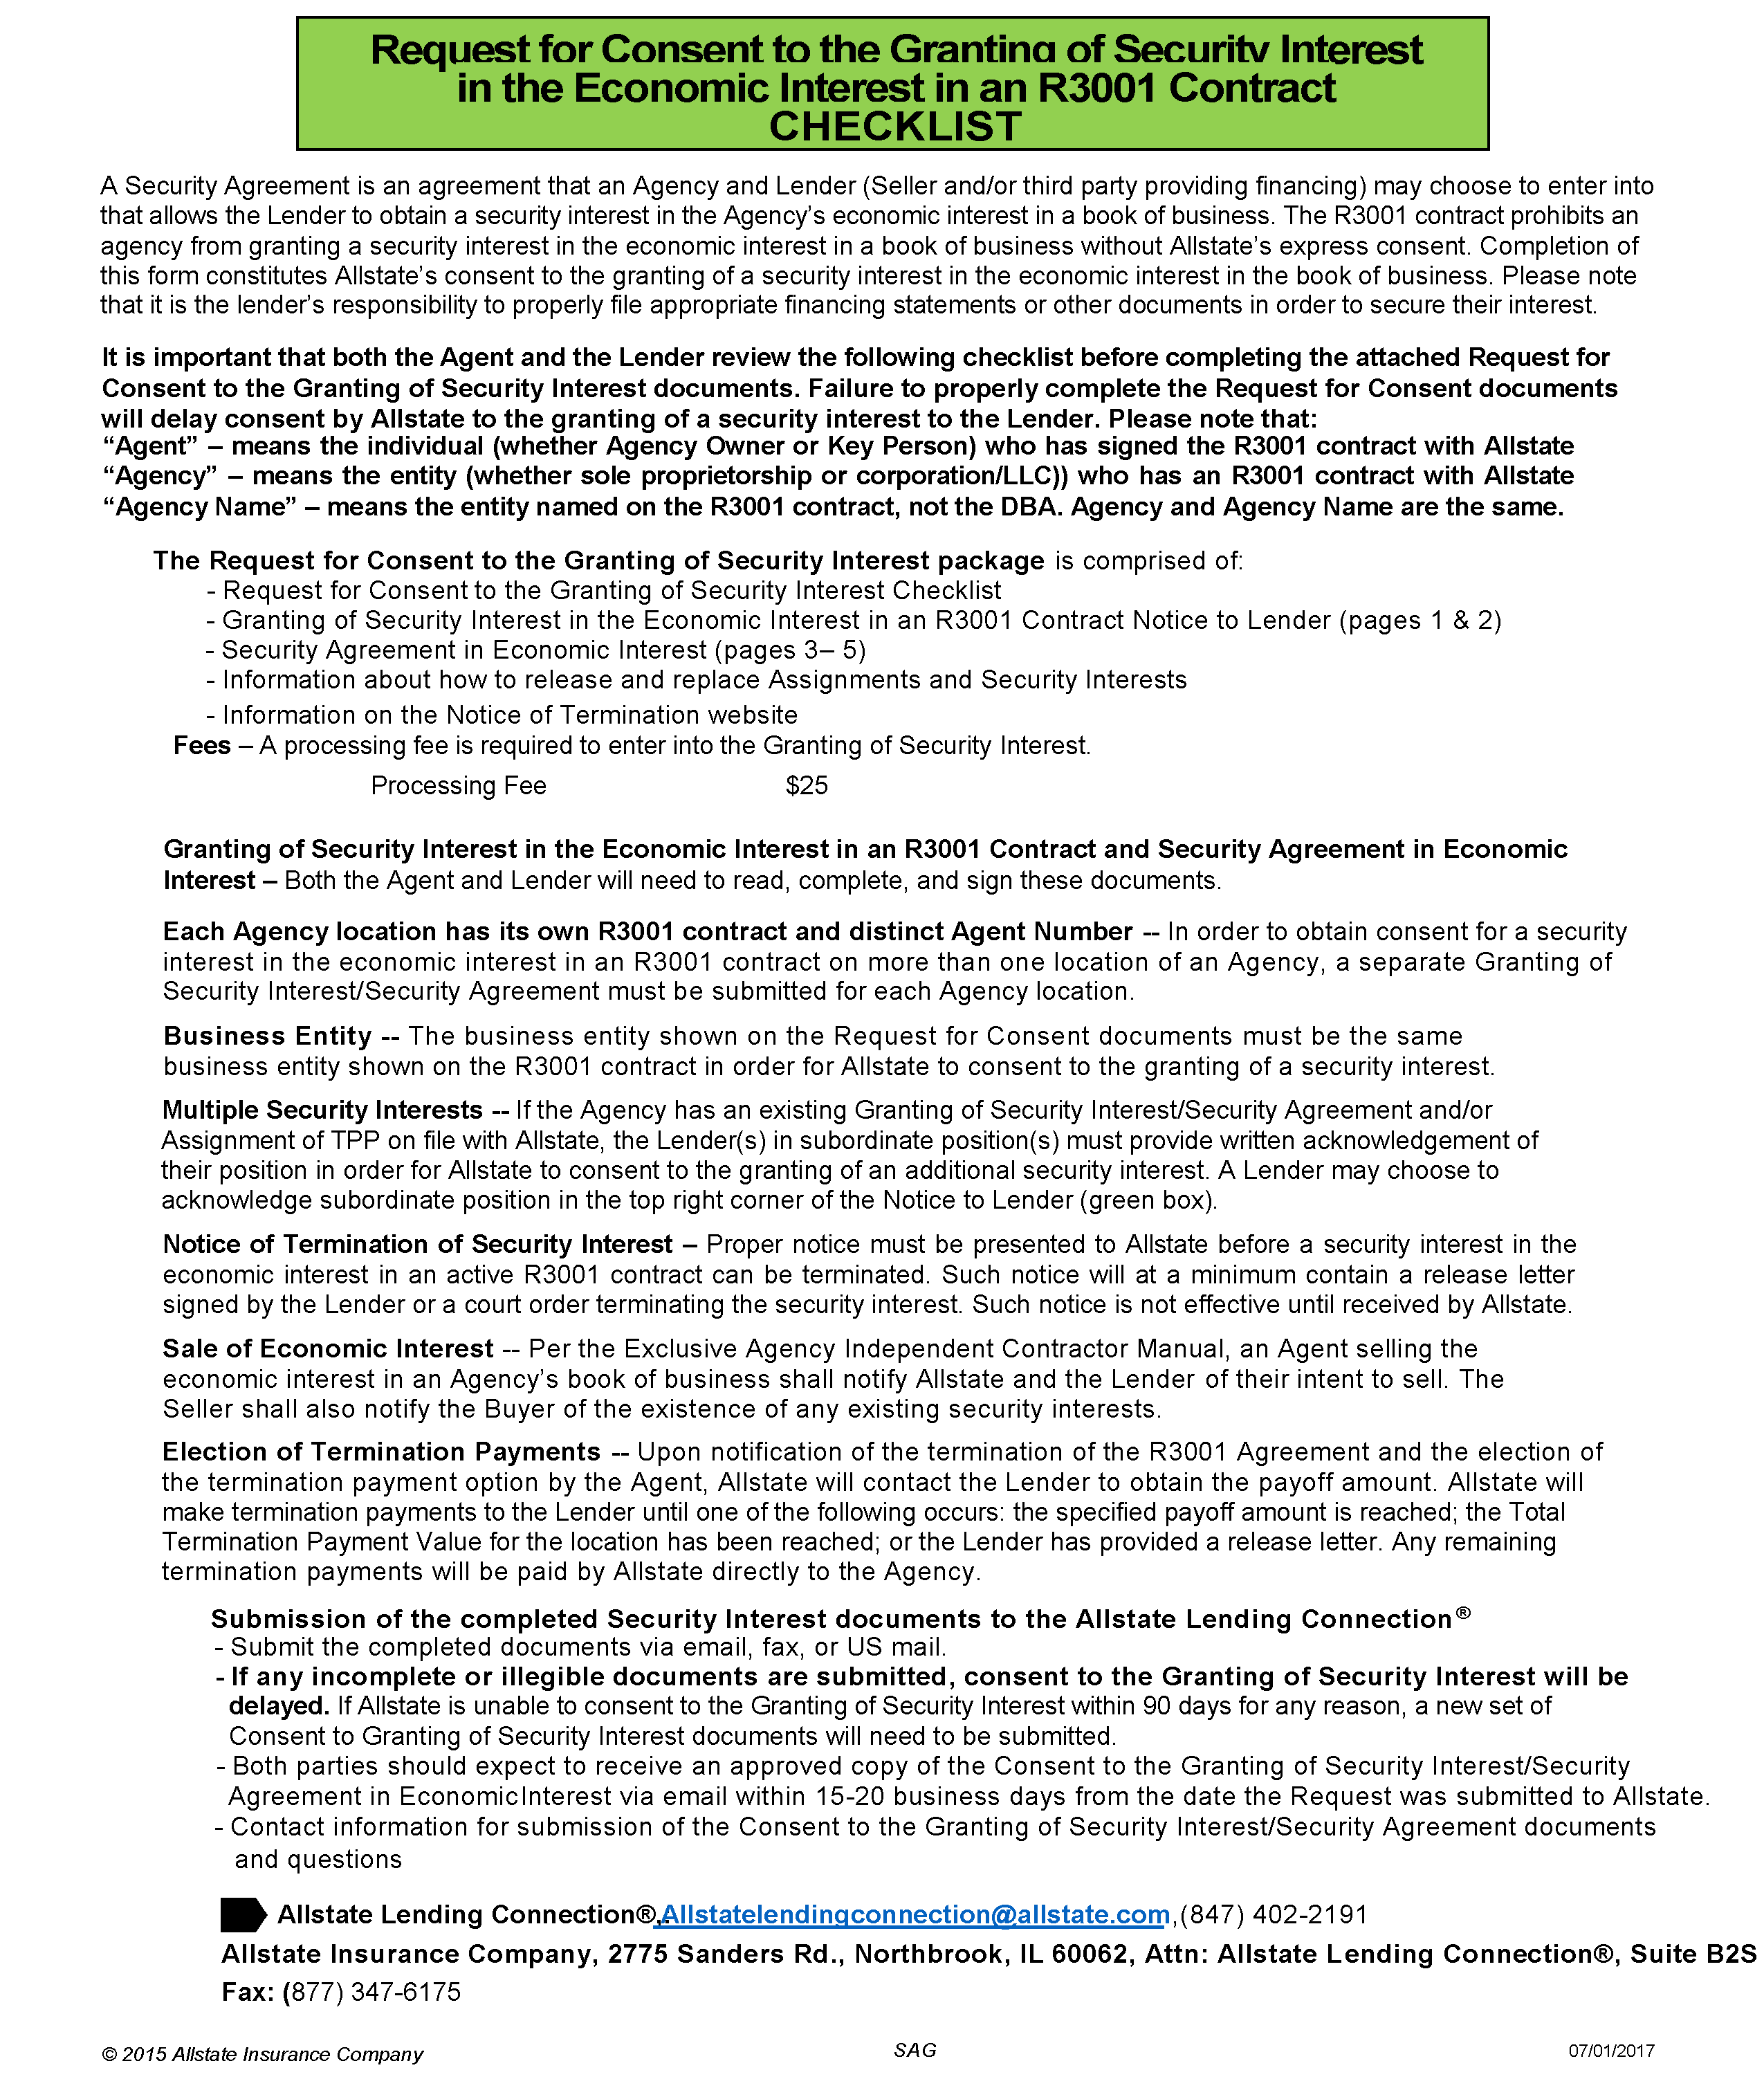 Request for Consent to the Granting of Security Interest
in the Economic Interest in an R3001 Contract
CHECKLIST
A Security Agreement is an agreement that an Agency and Lender (Seller and/or third party providing financing) may choose to enter into
that allows the Lender to obtain a security interest in the Agency’s economic interest in a book of business. The R3001 contract prohibits an
agency from granting a security interest in the economic interest in a book of business without Allstate’s express consent. Completion of
this form constitutes Allstate’s consent to the granting of a security interest in the economic interest in the book of business. Please note
that it is the lender’s responsibility to properly file appropriate financing statements or other documents in order to secure their interest.
It is important that both the Agent and the Lender review the following checklist before completing the attached Request for
Consent to the Granting of Security Interest documents. Failure to properly complete the Request for Consent documents
will delay consent by Allstate to the granting of a security interest to the Lender. Please note that:
“Agent” – means the individual (whether Agency Owner or Key Person) who has signed the R3001 contract with Allstate
“Agency” – means the entity (whether sole proprietorship or corporation/LLC)) who has an R3001 contract with Allstate
“Agency Name” – means the entity named on the R3001 contract, not the DBA. Agency and Agency Name are the same.
The Request for Consent to the Granting of Security Interest package is comprised of:
- Request for Consent to the Granting of Security Interest Checklist
- Granting of Security Interest in the Economic Interest in an R3001 Contract Notice to Lender (pages 1 & 2)
- Security Agreement in Economic Interest (pages 3– 5)
- Information about how to release and replace Assignments and Security Interests
- Information on the Notice of Termination website
Fees – A processing fee is required to enter into the Granting of Security Interest.
Processing Fee $25
Granting of Security Interest in the Economic Interest in an R3001 Contract and Security Agreement in Economic
Interest – Both the Agent and Lender will need to read, complete, and sign these documents.
Each Agency location has its own R3001 contract and distinct Agent Number -- In order to obtain consent for a security
interest in the economic interest in an R3001 contract on more than one location of an Agency, a separate Granting of
Security Interest/Security Agreement must be submitted for each Agency location.
Business Entity -- The business entity shown on the Request for Consent documents must be the same
business entity shown on the R3001 contract in order for Allstate to consent to the granting of a security interest.
Multiple Security Interests -- If the Agency has an existing Granting of Security Interest/Security Agreement and/or
Assignment of TPP on file with Allstate, the Lender(s) in subordinate position(s) must provide written acknowledgement of
their position in order for Allstate to consent to the granting of an additional security interest. A Lender may choose to
acknowledge subordinate position in the top right corner of the Notice to Lender (green box).
Notice of Termination of Security Interest – Proper notice must be presented to Allstate before a security interest in the
economic interest in an active R3001 contract can be terminated. Such notice will at a minimum contain a release letter
signed by the Lender or a court order terminating the security interest. Such notice is not effective until received by Allstate.
Sale of Economic Interest -- Per the Exclusive Agency Independent Contractor Manual, an Agent selling the
economic interest in an Agency’s book of business shall notify Allstate and the Lender of their intent to sell. The
Seller shall also notify the Buyer of the existence of any existing security interests.
Election of Termination Payments -- Upon notification of the termination of the R3001 Agreement and the election of
the termination payment option by the Agent, Allstate will contact the Lender to obtain the payoff amount. Allstate will
make termination payments to the Lender until one of the following occurs: the specified payoff amount is reached; the Total
Termination Payment Value for the location has been reached; or the Lender has provided a release letter. Any remaining
termination payments will be paid by Allstate directly to the Agency.
Submission of the completed Security Interest documents to the Allstate Lending Connection®
- Submit the completed documents via email, fax, or US mail.
- If any incomplete or illegible documents are submitted, consent to the Granting of Security Interest will be
delayed. If Allstate is unable to consent to the Granting of Security Interest within 90 days for any reason, a new set of
Consent to Granting of Security Interest documents will need to be submitted.
- Both parties should expect to receive an approved copy of the Consent to the Granting of Security Interest/Security
Agreement in EconomicInterest via email within 15-20 business days from the date the Request was submitted to Allstate.
- Contact information for submission of the Consent to the Granting of Security Interest/Security Agreement documents
and questions
Allstate Lending Connection®,.Allstatelendingconnection@allstate.com,(847) 402-2191
Allstate Insurance Company, 2775 Sanders Rd., Northbrook, IL 60062, Attn: Allstate Lending Connection®, Suite B2S
Fax: (877) 347-6175
© 2015 Allstate Insurance Company SAG 07/01/2017